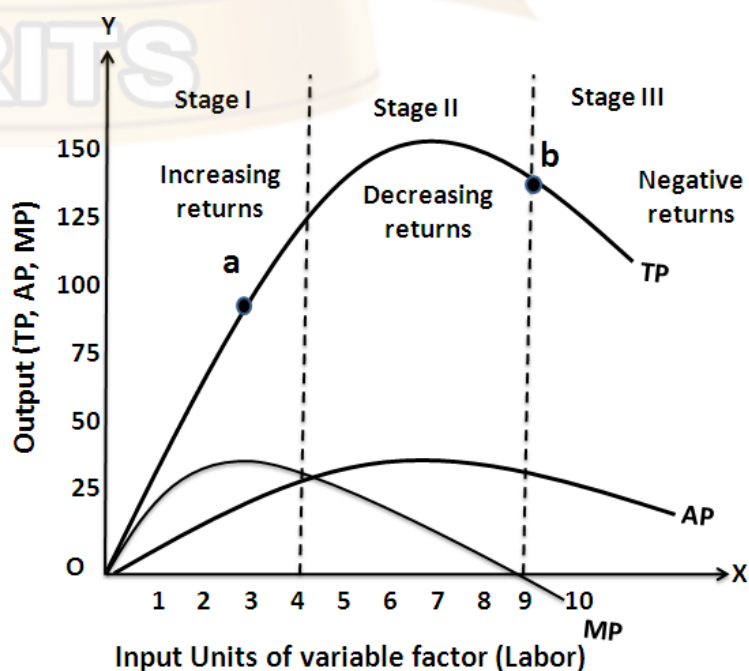 RITS
Y
Stage I
Stage II
Stage III
150
Increasing
returns
b
Decreasing
returns
Negative
returns
125
a
TP
100
75
50
25
AP
O
X
1 2 3 4 5 6 7 8 9 10
MP
Output (TP, AP, MP)
Input Units of variable factor (Labor)